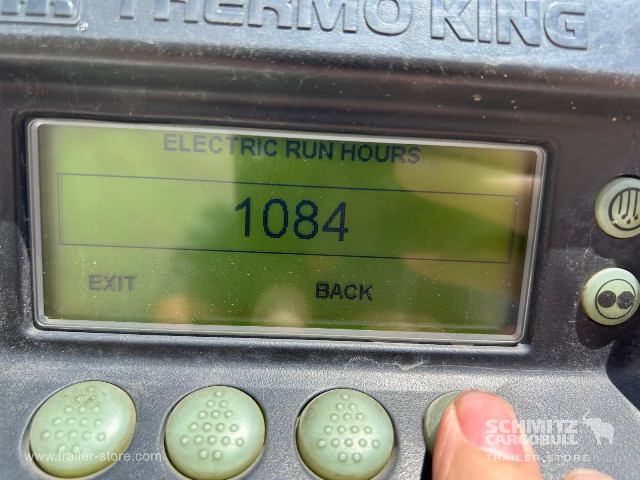 THERMO KING
ELECTRIC RUN HOURS
1084
EXIT BACK
SCHMITZ
CARGOBULL
TRAILER STORE
www.trailer-store.com